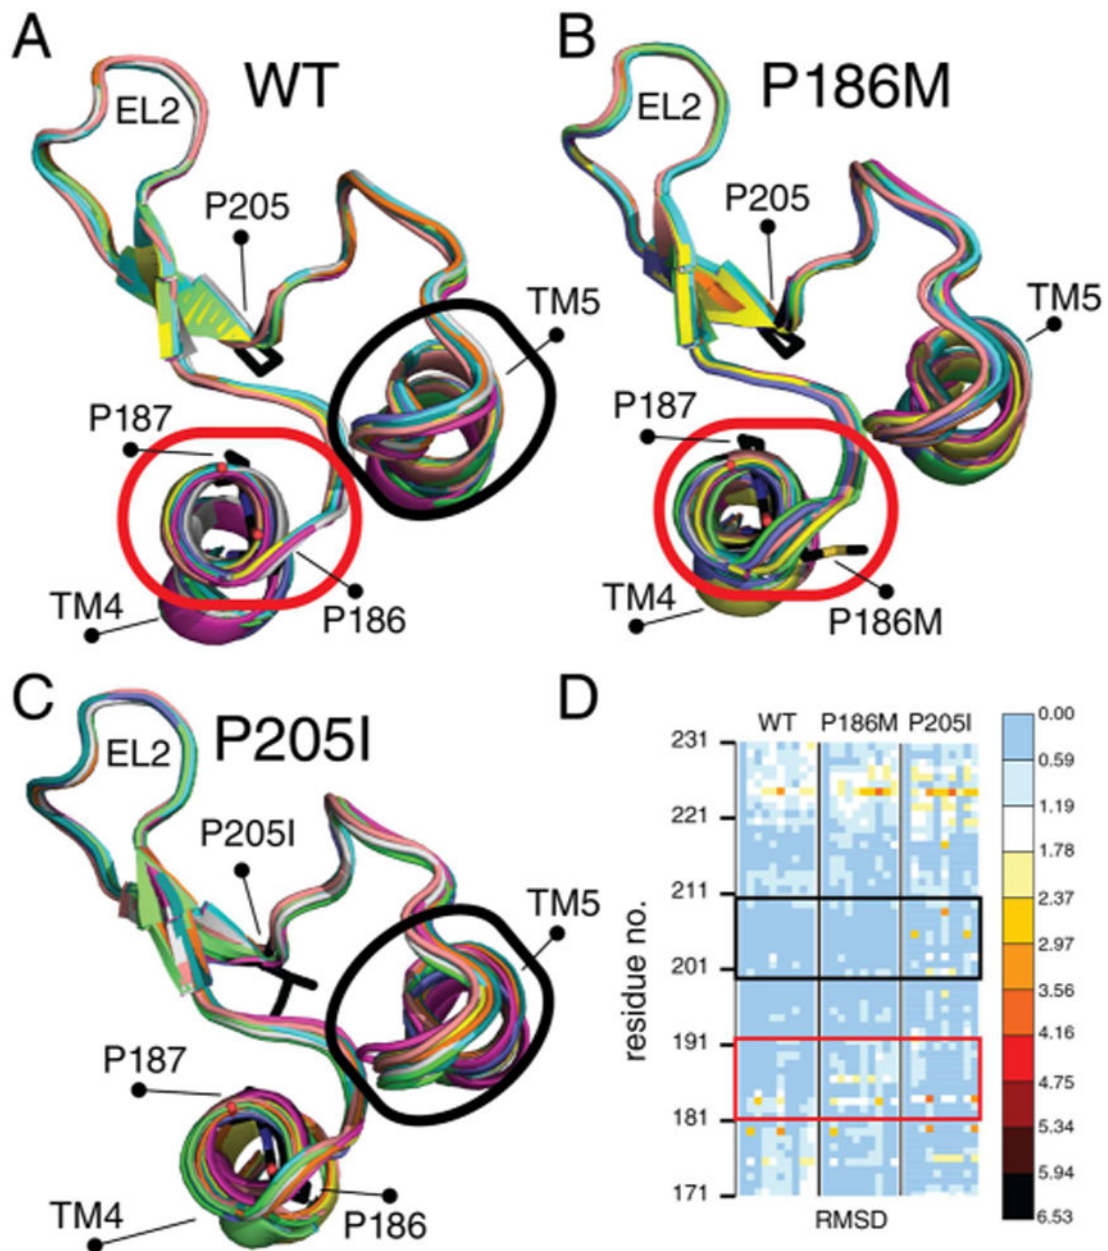 A
WT
EL2
P205
TM5
P187
TM4
P186
B
P186M
EL2
P205
TM5
P187
TM4
P186M
C
P205I
EL2
P205I
TM5
P187
TM4
P186
D
WT P186M P205I
231
221
211
201
191
181
171
residue no.
RMSD
0.00
0.59
1.19
1.78
2.37
2.97
3.56
4.16
4.75
5.34
5.94
6.53